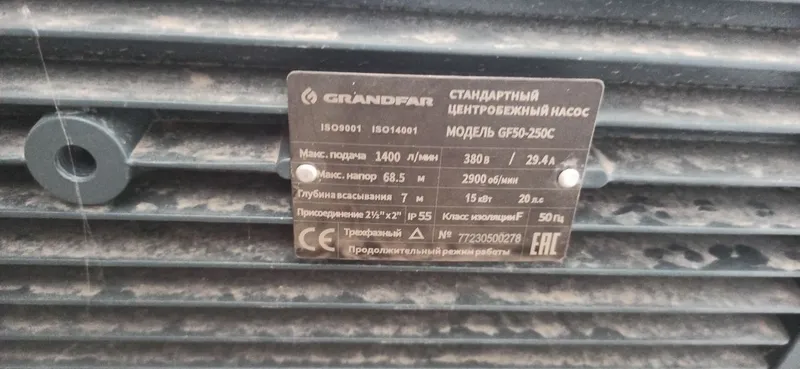 GRANDFAR
СТАНДАРТНЫЙ
ЦЕНТРОБЕЖНЫЙ НАСОС
ISO9001 ISO14001
МОДЕЛЬ GF50-250C
Макс. подача 1400 л/мин
380 В / 29.4 А
Макс. напор 68.5 м
2900 об/мин
Глубина всасывания 7 м
15 кВт 20 л.с
Присоединение 2½"x2" IP 55
Класс изоляции F 50 Гц
CE
Трехфазный △ № 77230500278
EAC
Продолжительный режим работы